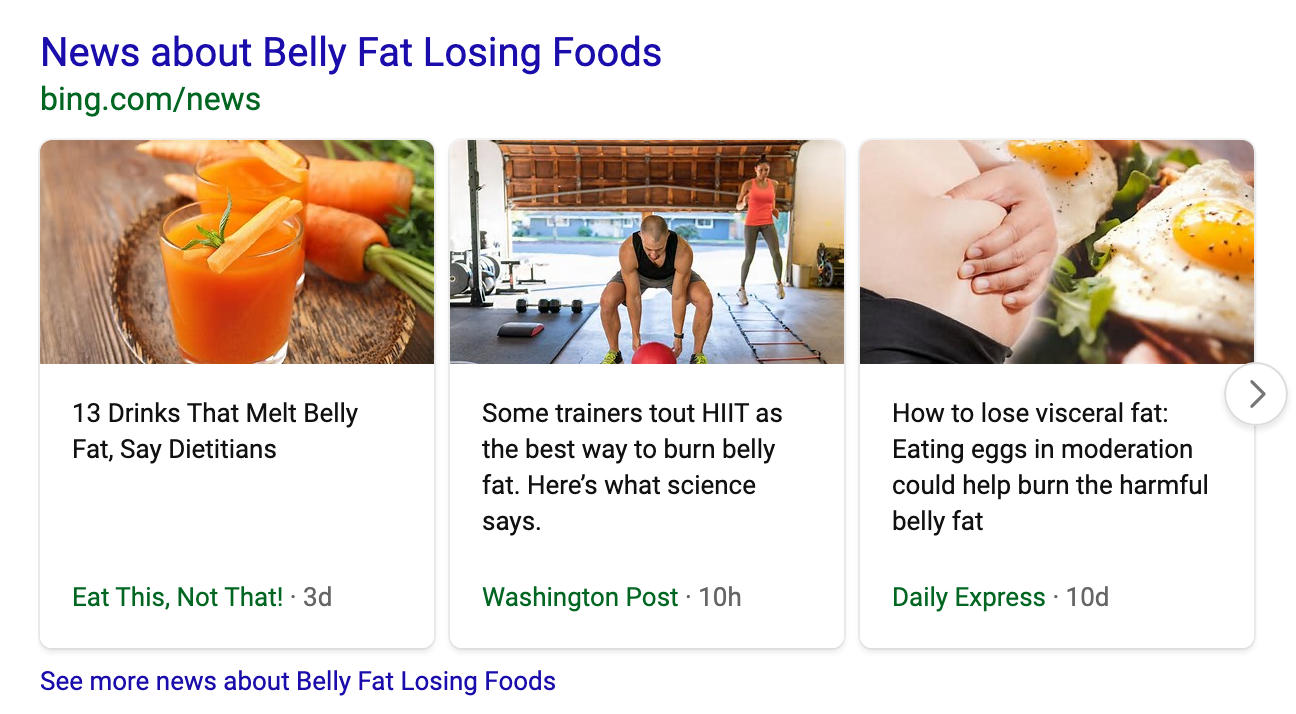 News about Belly Fat Losing Foods
bing.com/news
13 Drinks That Melt Belly
Fat, Say Dietitians
Eat This, Not That! · 3d
Some trainers tout HIIT as
the best way to burn belly
fat. Here’s what science
says.
Washington Post · 10h
How to lose visceral fat:
Eating eggs in moderation
could help burn the harmful
belly fat
Daily Express · 10d
See more news about Belly Fat Losing Foods